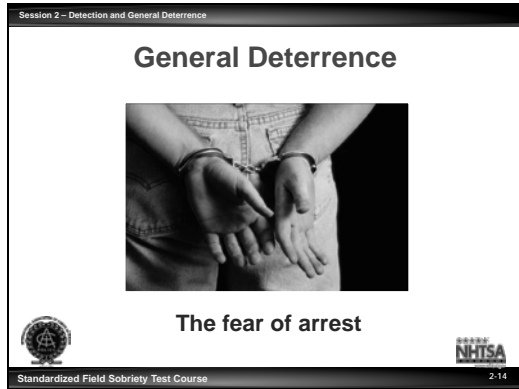 Session 2 – Detection and General Deterrence
General Deterrence
The fear of arrest
NHTSA
Standardized Field Sobriety Test Course
2-14